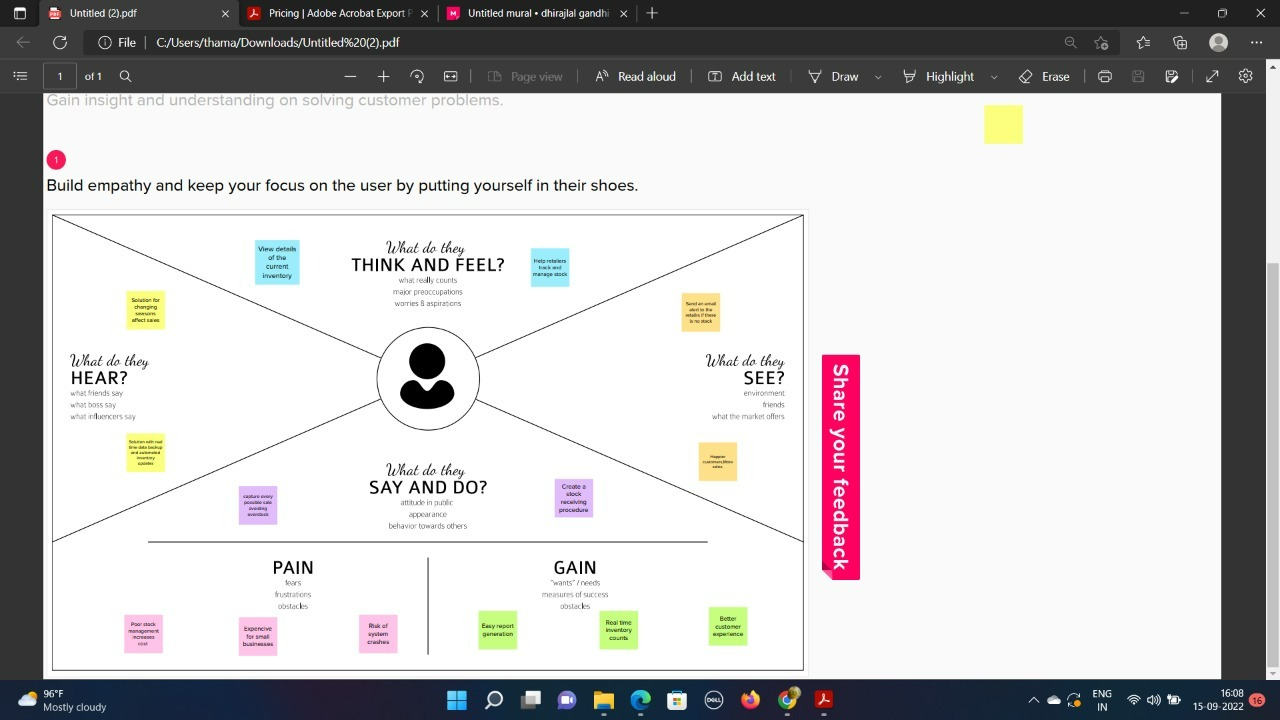 Untitled (2).pdf
Pricing | Adobe Acrobat Export P
Untitled mural • dhirajlal gandhi
File
C:/Users/thama/Downloads/Untitled%20(2).pdf
1
of 1
Page view
Read aloud
Add text
Draw
Highlight
Erase
Gain insight and understanding on solving customer problems.
1
Build empathy and keep your focus on the user by putting yourself in their shoes.
What do they
THINK AND FEEL?
what really counts
major preoccupations
worries & aspirations
View details
of the
current
inventory
Help retailers
track and
manage stock
Solution for
changing
seasons
affect sales
What do they
HEAR?
what friends say
what boss say
what influencers say
Solution with real
time data backup
and automated
inventory
updates
Send an email
alert to the
retailrs if there
is no stock
What do they
SEE?
environment
friends
what the market offers
Happier
customers,More
sales
What do they
SAY AND DO?
attitude in public
appearance
behavior towards others
capture every
possible sale
avoiding
overstock
Create a
stock
receiving
procedure
PAIN
fears
frustrations
obstacles
Poor stock
management
increases
cost
Expencive
for small
businesses
Risk of
system
crashes
GAIN
"wants" / needs
measures of success
obstacles
Easy report
generation
Real time
inventory
counts
Better
customer
experience
Share your feedback
96°F
Mostly cloudy
DELL
ENG
IN
16:08
15-09-2022
16